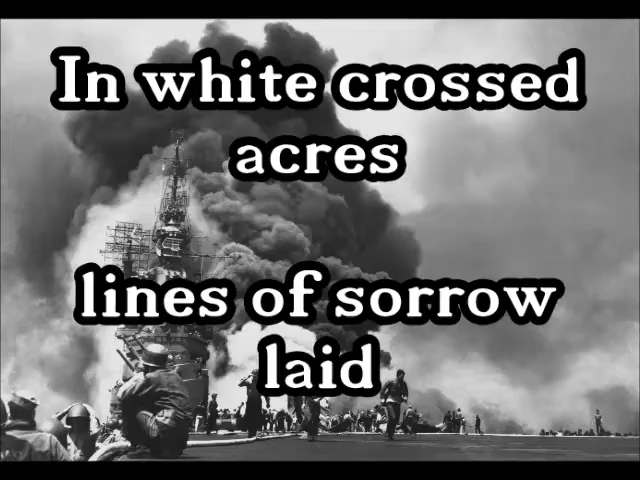 In white crossed
acres
lines of sorrow
laid